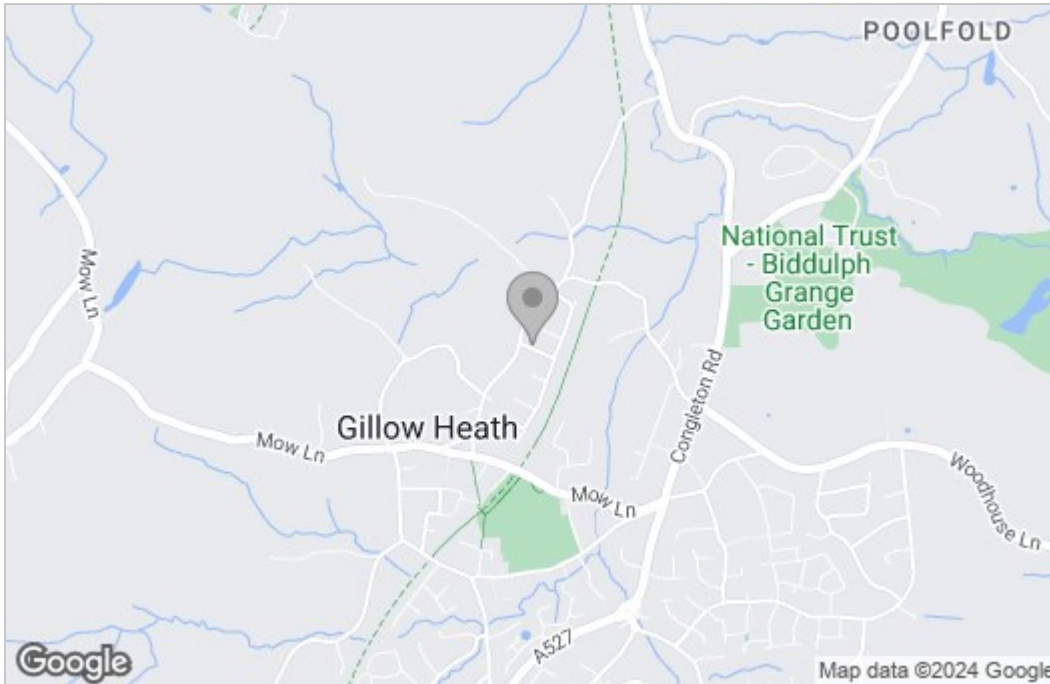 POOLFOLD
National Trust
- Biddulph
Grange
Garden
Mow Ln
Congleton Rd
Gillow Heath
Mow Ln
Mow Ln
Woodhouse Ln
A527
Google
Map data ©2024 Google